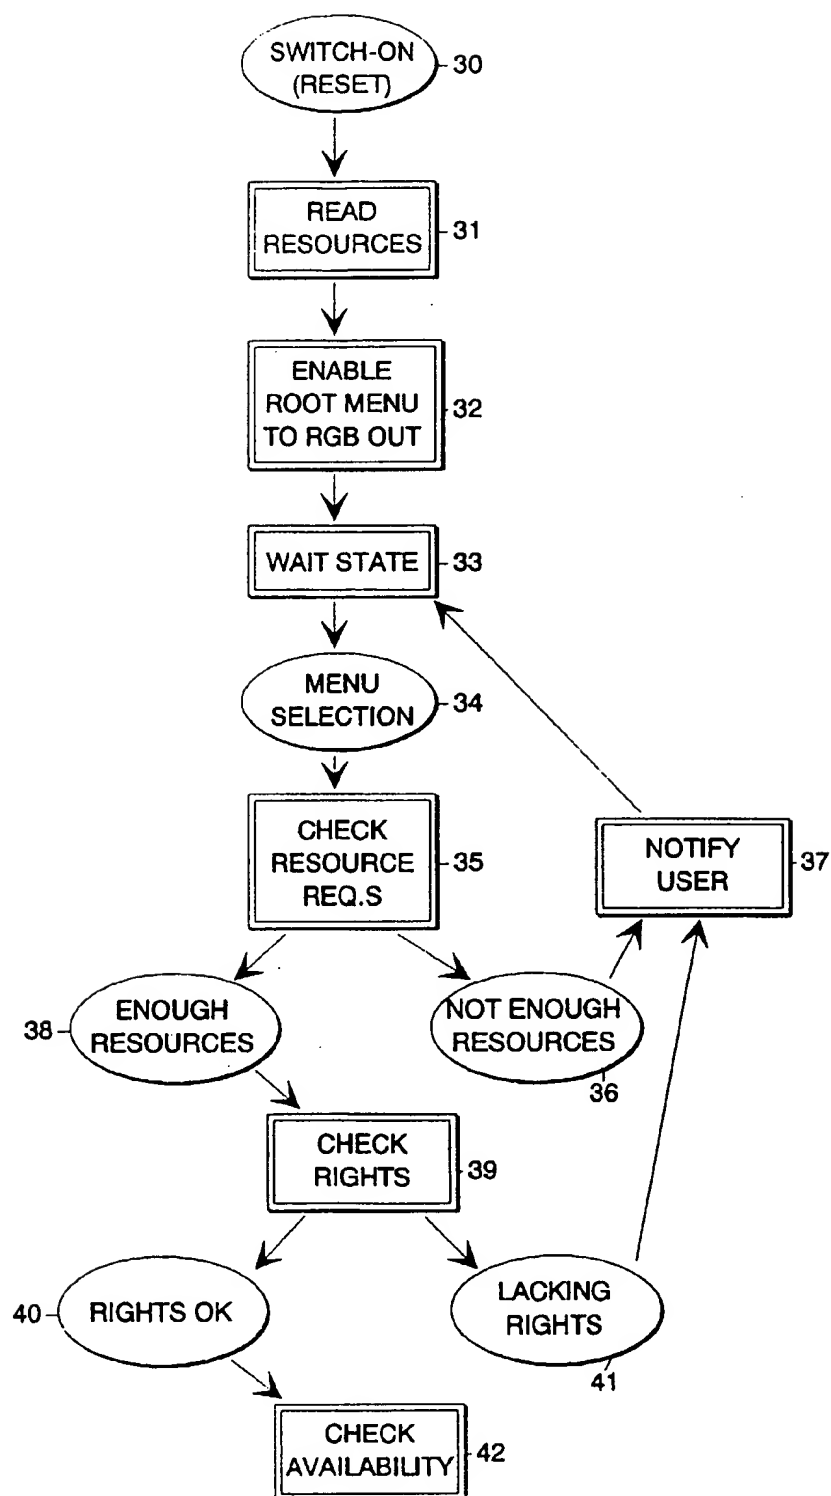 SWITCH-ON
(RESET)
30
READ
RESOURCES
31
ENABLE
ROOT MENU
TO RGB OUT
32
WAIT STATE
33
MENU
SELECTION
34
CHECK
RESOURCE
REQ.S
35
NOTIFY
USER
37
38
ENOUGH
RESOURCES
NOT ENOUGH
RESOURCES
36
CHECK
RIGHTS
39
40
RIGHTS OK
LACKING
RIGHTS
41
CHECK
AVAILABILITY
42